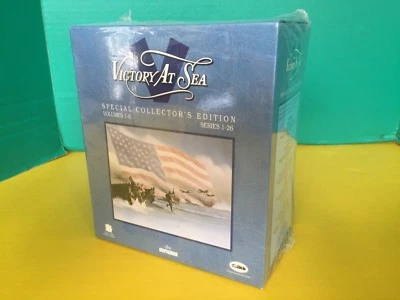 VICTORY AT SEA
SPECIAL COLLECTOR'S EDITION
VOLUMES 1-6
SERIES 1-26